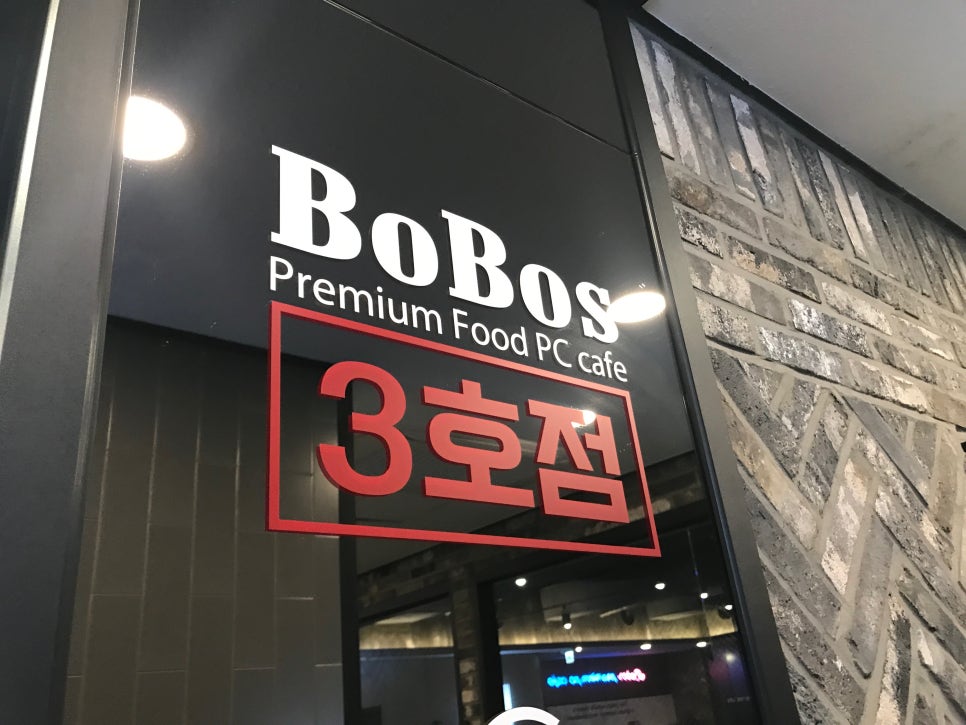 BoBos
Premium Food PC cafe
3호점